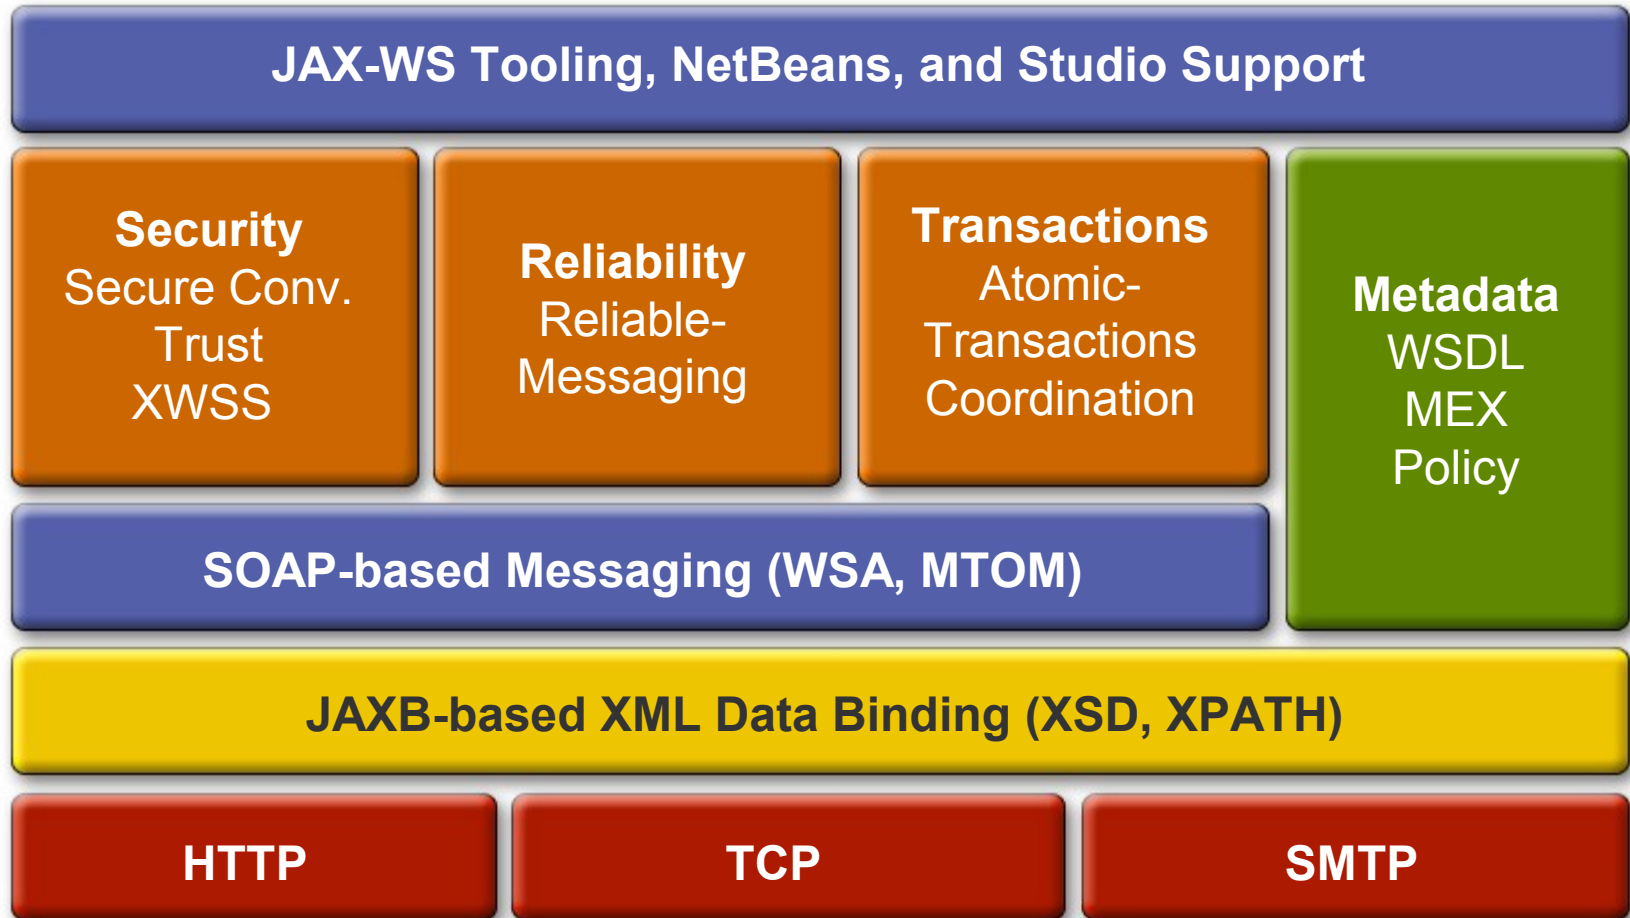 JAX-WS Tooling, NetBeans, and Studio Support
Security
Secure Conv.
Trust
XWSS
Reliability
Reliable-
Messaging
Transactions
Atomic-
Transactions
Coordination
Metadata
WSDL
MEX
Policy
SOAP-based Messaging (WSA, MTOM)
JAXB-based XML Data Binding (XSD, XPATH)
HTTP
TCP
SMTP